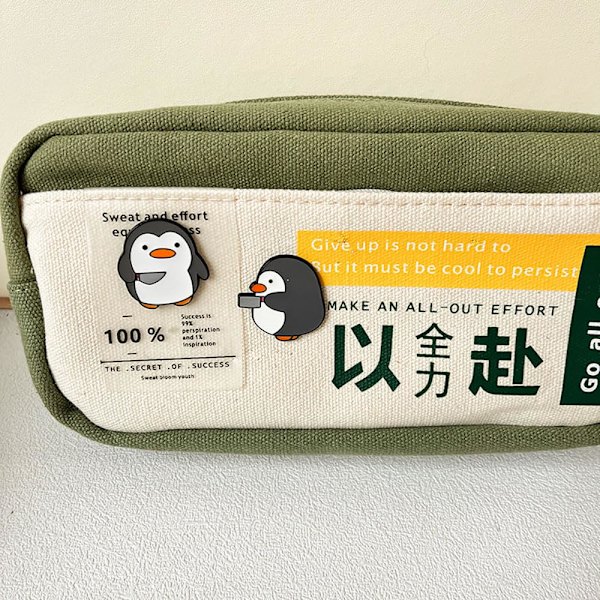 Sweat and effort
100 %
Success is
99%
perspiration
and 1%
inspiration
THE .SECRET .OF .SUCCESS
Sweat bloom youth
Give up is not hard to
But it must be cool to persist
MAKE AN ALL-OUT EFFORT
以全力赴
Go all